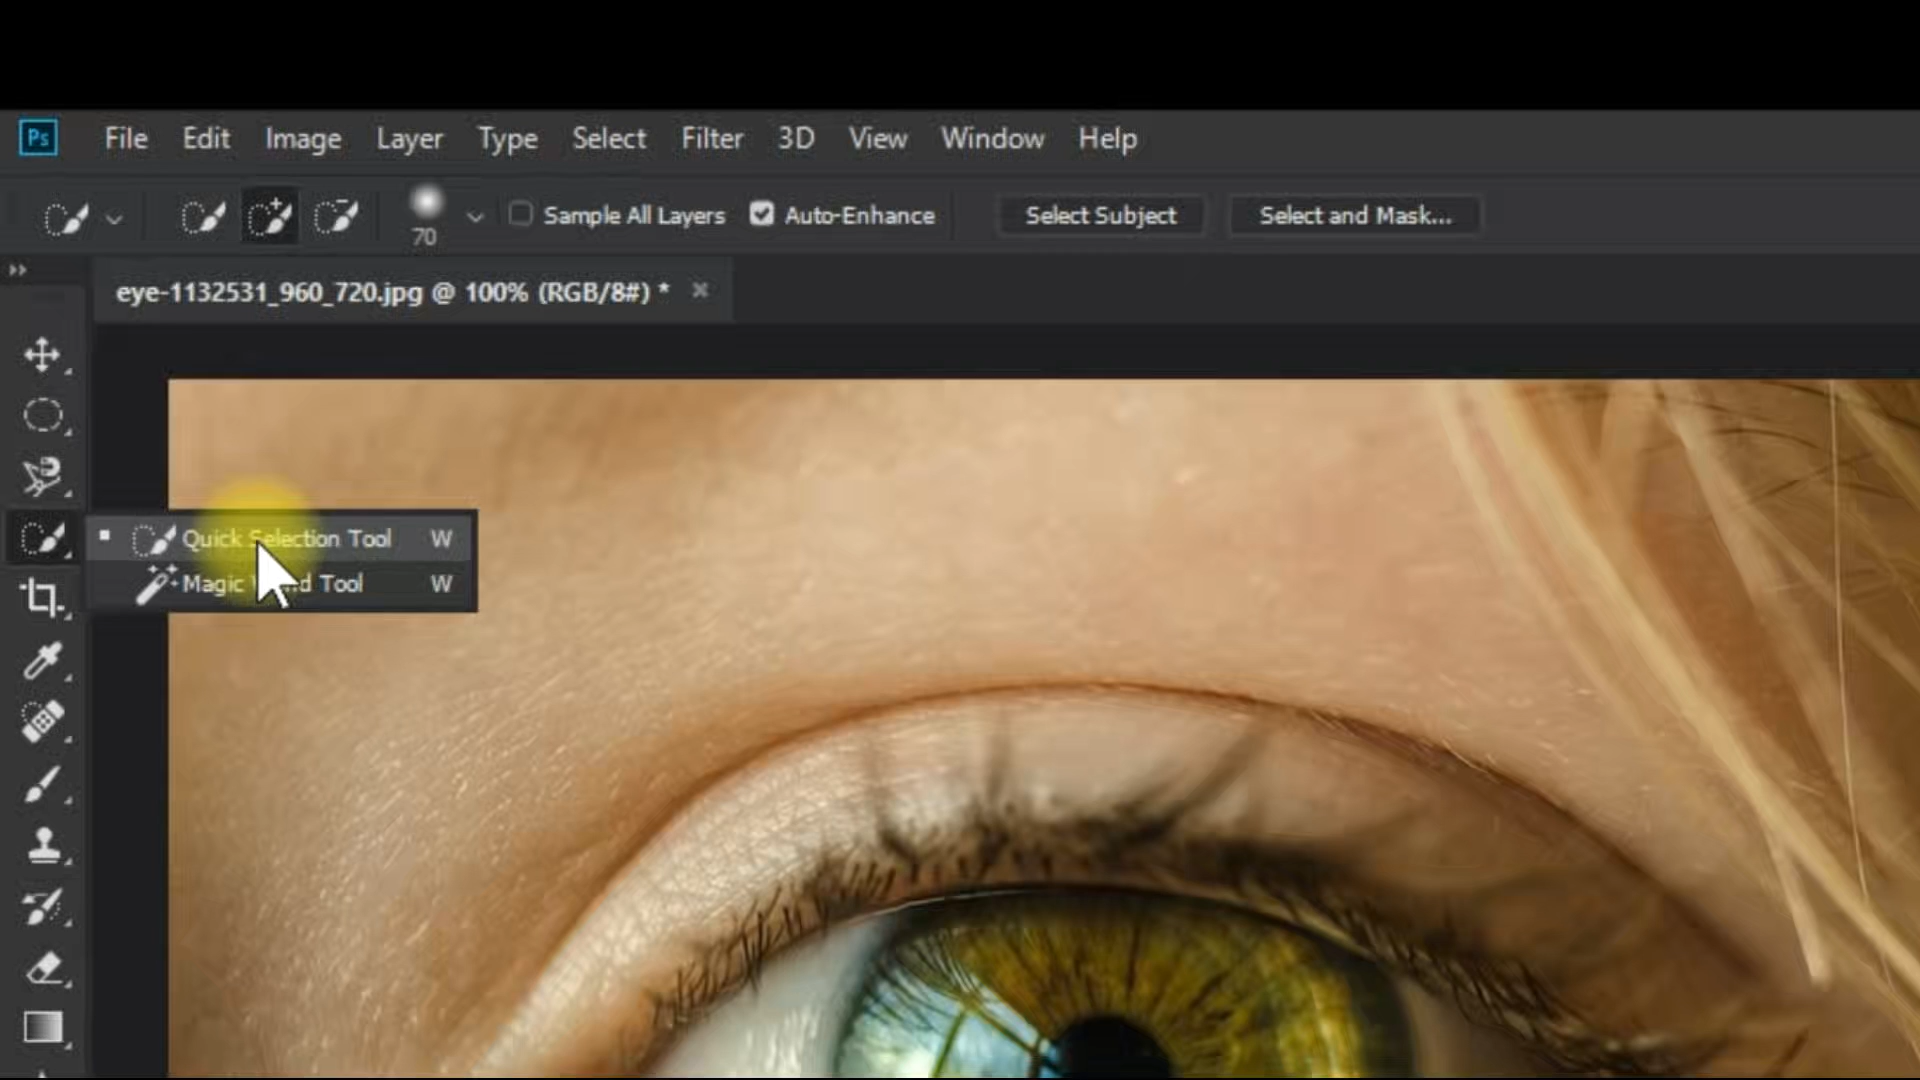 Ps File Edit Image Layer Type Select Filter 3D View Window Help
70 Sample All Layers Auto-Enhance Select Subject Select and Mask...
eye-1132531_960_720.jpg @ 100% (RGB/8#) *
Quick Selection Tool W
Magic Wand Tool W